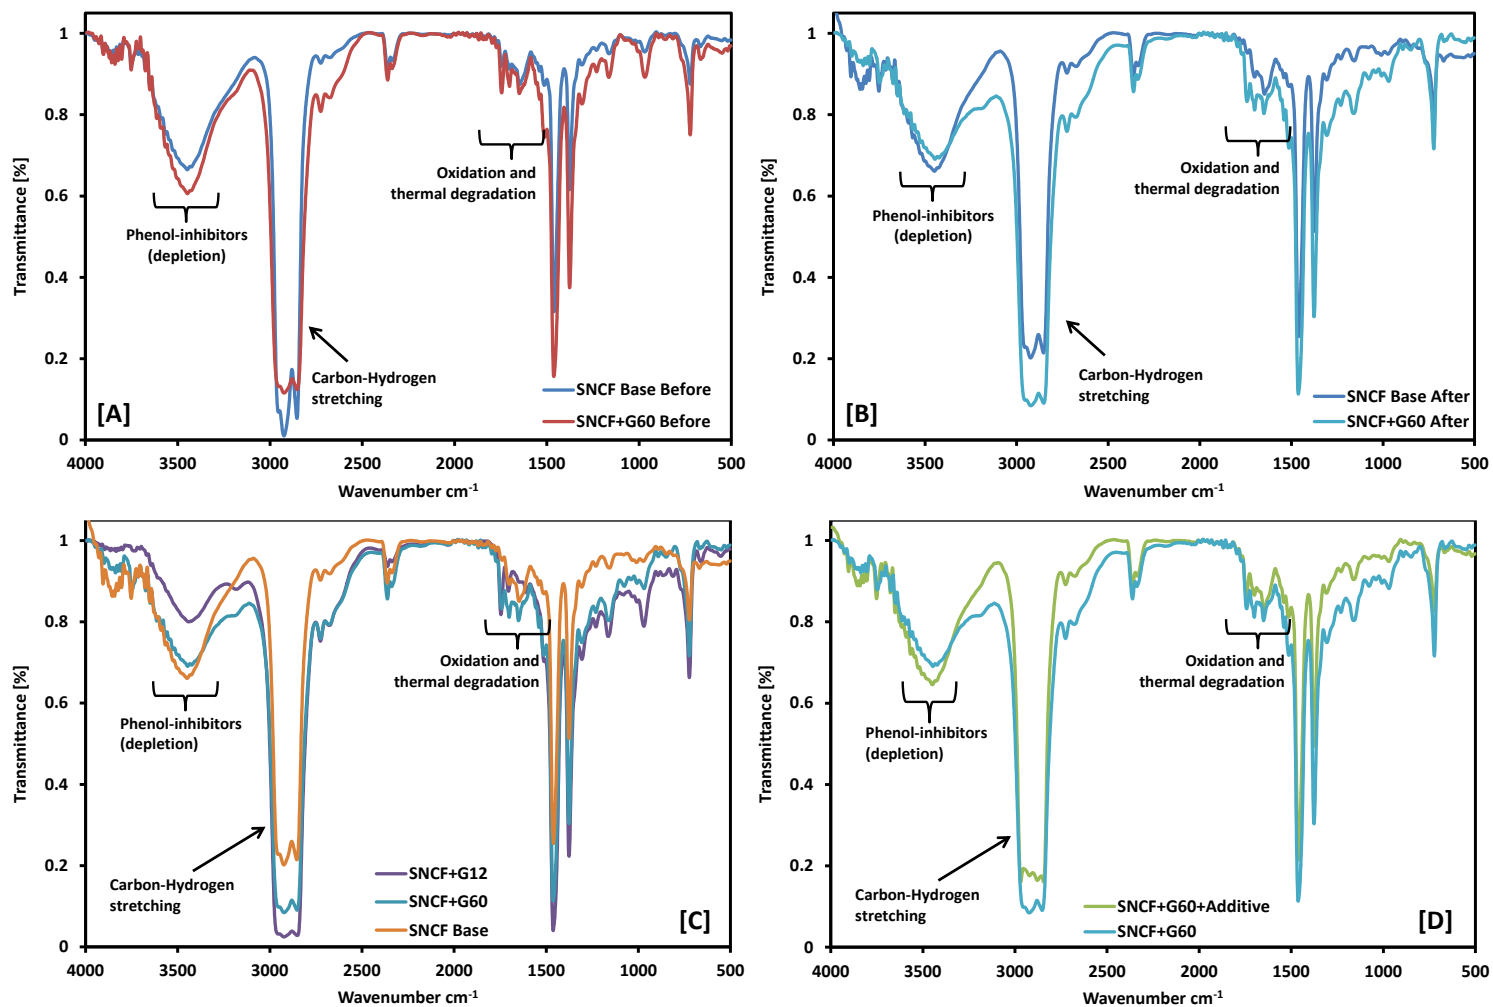 Transmittance [%]
1
0.8
0.6
0.4
0.2
0
Phenol-inhibitors
(depletion)
Oxidation and
thermal degradation
Carbon-Hydrogen
stretching
SNCF Base Before
SNCF+G60 Before
[A]
4000 3500 3000 2500 2000 1500 1000 500
Wavenumber cm-1
Transmittance [%]
1
0.8
0.6
0.4
0.2
0
Phenol-inhibitors
(depletion)
Oxidation and
thermal degradation
Carbon-Hydrogen
stretching
SNCF Base After
SNCF+G60 After
[B]
4000 3500 3000 2500 2000 1500 1000 500
Wavenumber cm-1
Transmittance [%]
1
0.8
0.6
0.4
0.2
0
Phenol-inhibitors
(depletion)
Oxidation and
thermal degradation
Carbon-Hydrogen
stretching
SNCF+G12
SNCF+G60
SNCF Base
[C]
4000 3500 3000 2500 2000 1500 1000 500
Wavenumber cm-1
Transmittance [%]
1
0.8
0.6
0.4
0.2
0
Phenol-inhibitors
(depletion)
Oxidation and
thermal degradation
Carbon-Hydrogen
stretching
SNCF+G60+Additive
SNCF+G60
[D]
4000 3500 3000 2500 2000 1500 1000 500
Wavenumber cm-1